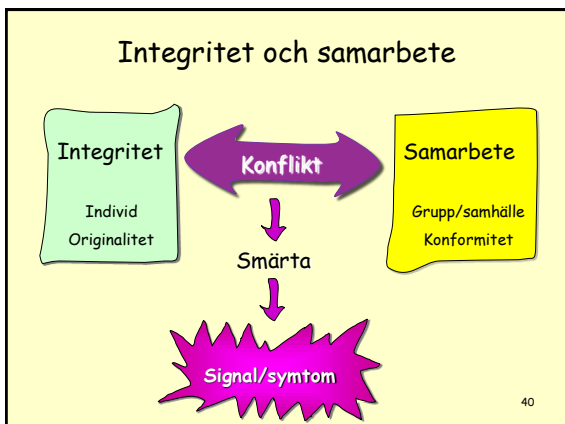 Integritet och samarbete
Integritet
Individ
Originalitet
Konflikt
Samarbete
Grupp/samhälle
Konformitet
Smärta
Signal/symtom
40